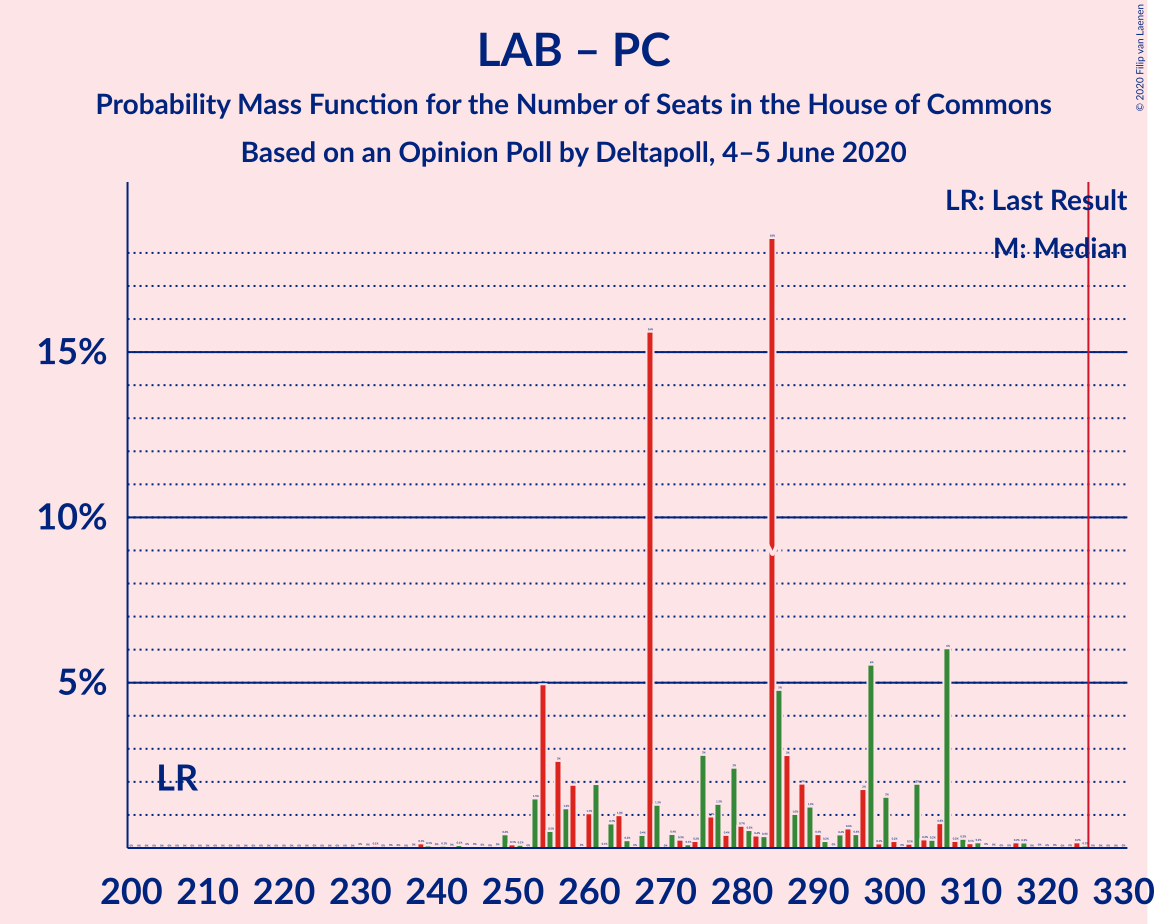 LAB – PC
Probability Mass Function for the Number of Seats in the House of Commons
Based on an Opinion Poll by Deltapoll, 4–5 June 2020
© 2020 Filip van Laenen
LR: Last Result
M: Median
15%
10%
5%
LR
200 210 220 230 240 250 260 270 280 290 300 310 320 330